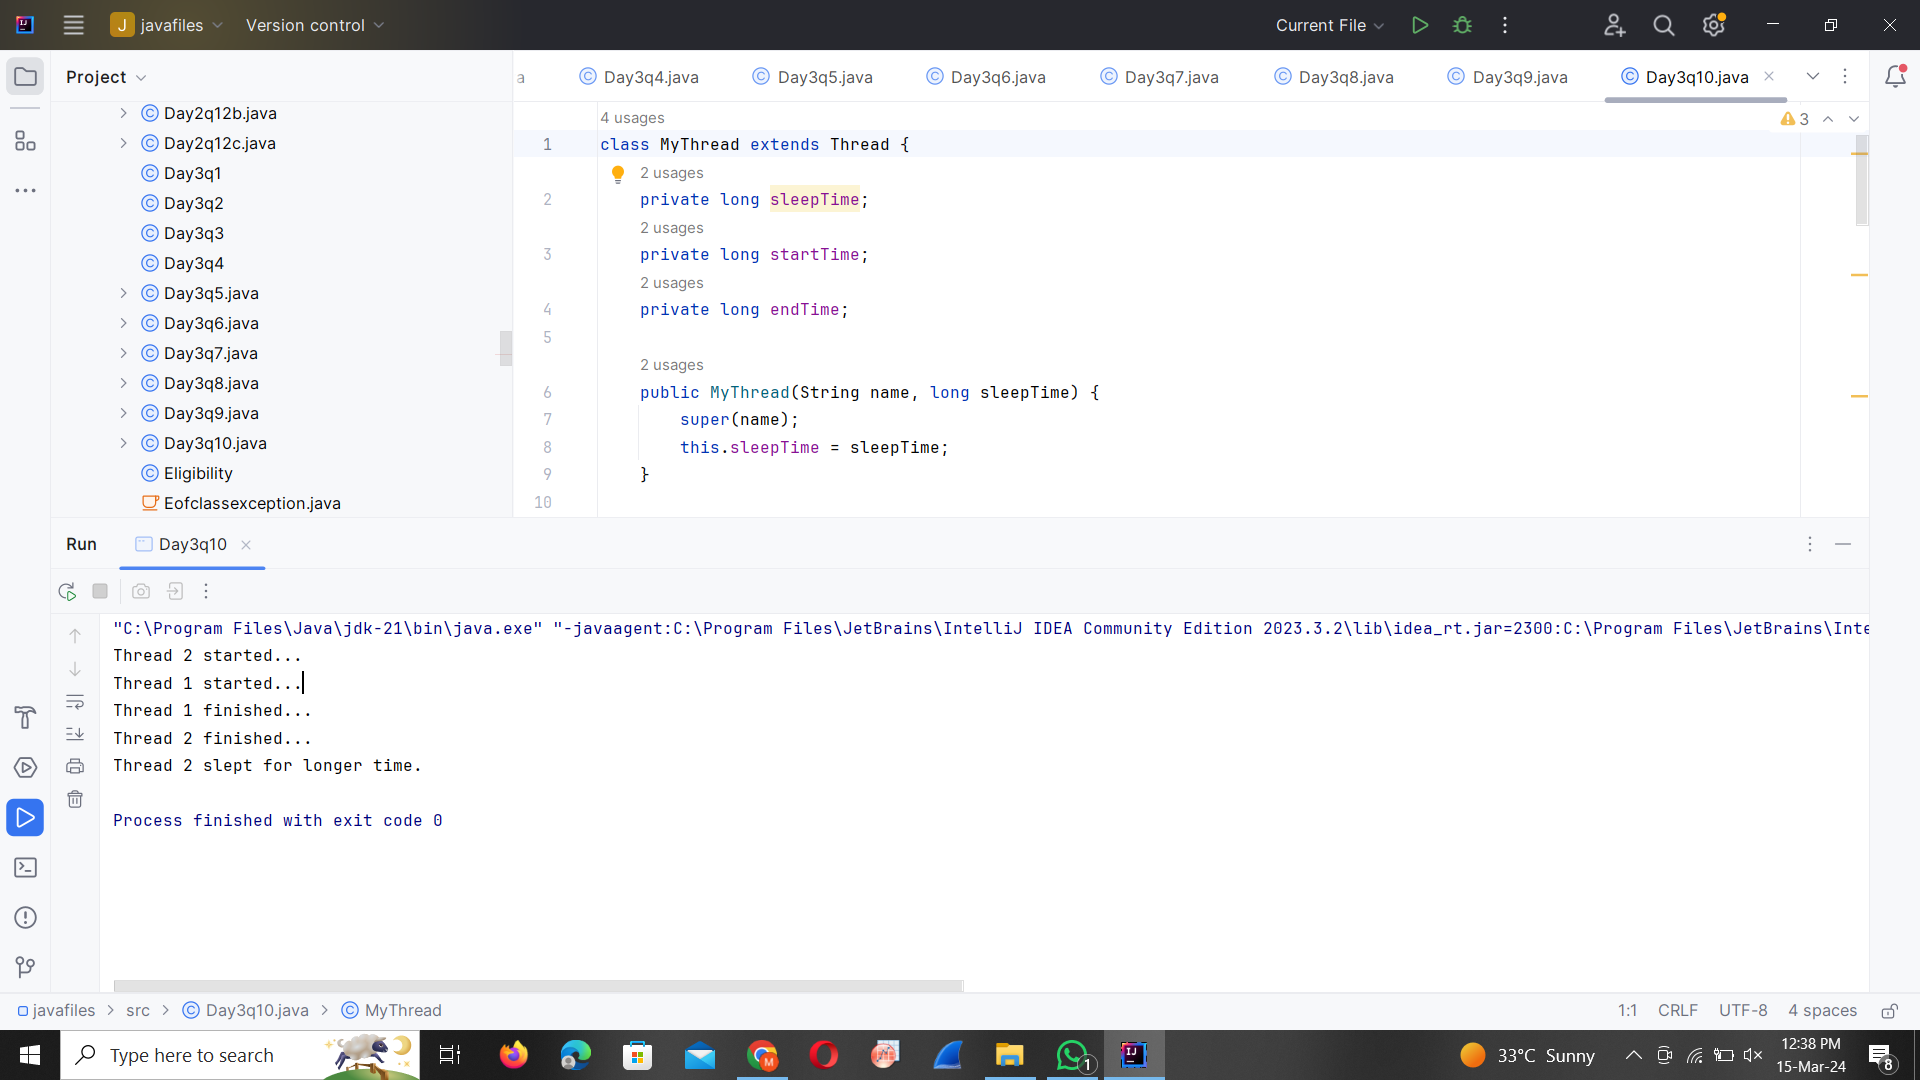 J javafiles Version control Current File
Project
a Day3q4.java Day3q5.java Day3q6.java Day3q7.java Day3q8.java Day3q9.java Day3q10.java
Day2q12b.java
Day2q12c.java
Day3q1
Day3q2
Day3q3
Day3q4
Day3q5.java
Day3q6.java
Day3q7.java
Day3q8.java
Day3q9.java
Day3q10.java
Eligibility
Eofclassexception.java
4 usages
3
1 class MyThread extends Thread {
2 usages
2 private long sleepTime;
2 usages
3 private long startTime;
2 usages
4 private long endTime;
5
2 usages
6 public MyThread(String name, long sleepTime) {
7 super(name);
8 this.sleepTime = sleepTime;
9 }
10
Run Day3q10
"C:\Program Files\Java\jdk-21\bin\java.exe" "-javaagent:C:\Program Files\JetBrains\IntelliJ IDEA Community Edition 2023.3.2\lib\idea_rt.jar=2300:C:\Program Files\JetBrains\Inte
Thread 2 started...
Thread 1 started...
Thread 1 finished...
Thread 2 finished...
Thread 2 slept for longer time.
Process finished with exit code 0
javafiles > src > Day3q10.java > MyThread
1:1 CRLF UTF-8 4 spaces
Type here to search
1
33°C Sunny
12:38 PM
15-Mar-24
8